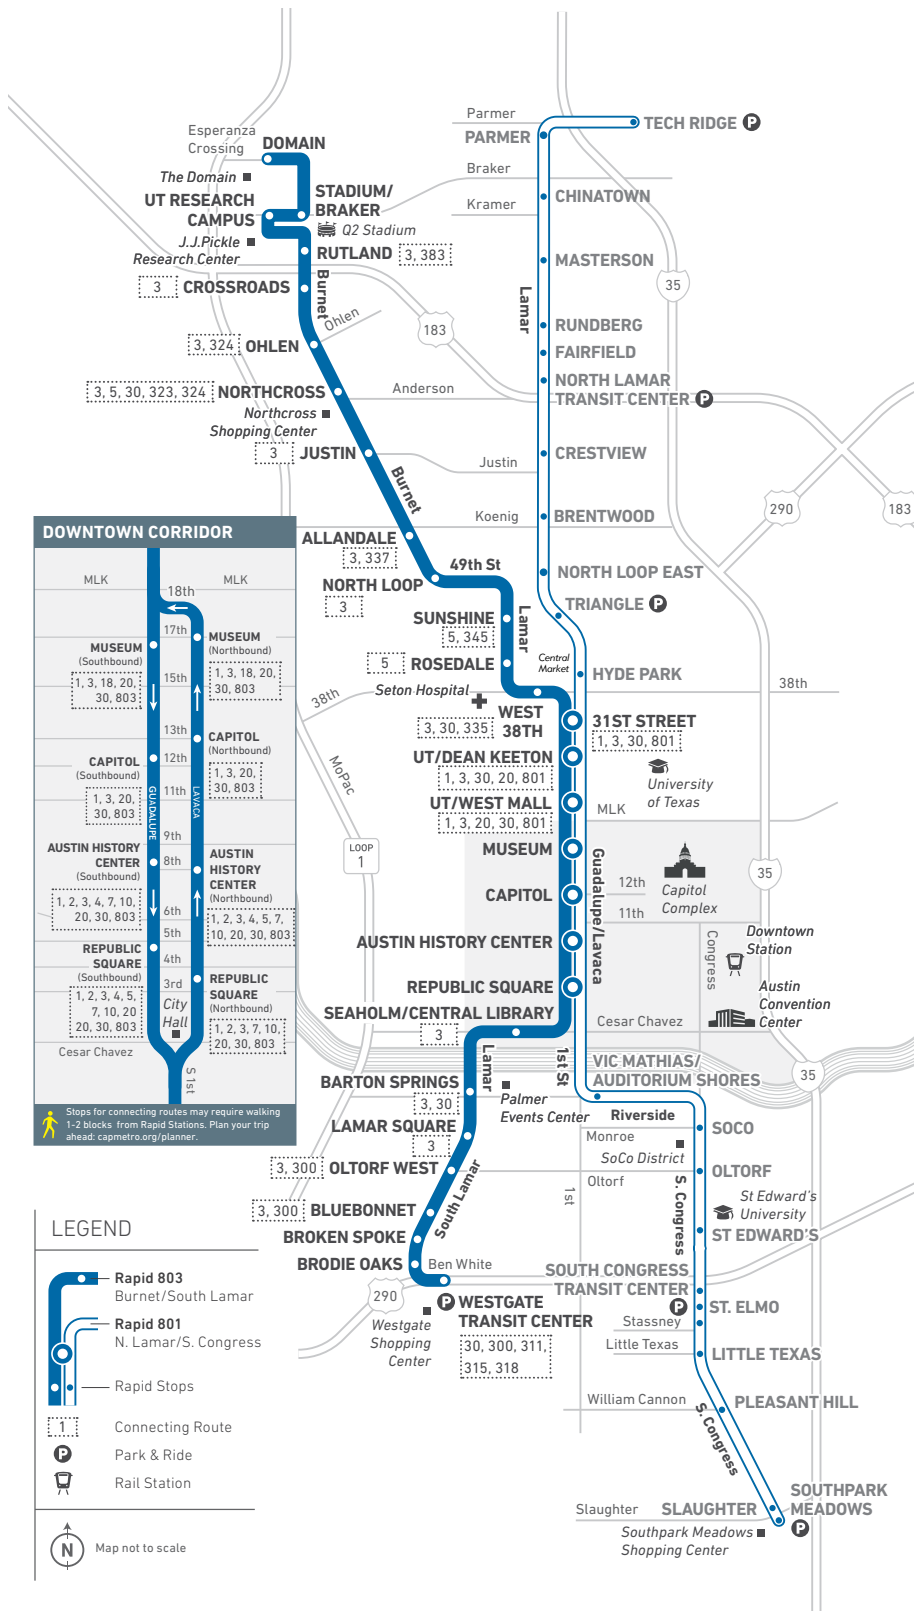 Parmer
TECH RIDGE P
PARMER
Esperanza
Crossing
DOMAIN
Braker
The Domain
STADIUM/
BRAKER
CHINATOWN
UT RESEARCH
CAMPUS
Kramer
Q2 Stadium
J.J.Pickle
Research Center
RUTLAND
3, 383
MASTERSON
3
CROSSROADS
Burnet
35
Lamar
Ohlen
183
RUNDBERG
3, 324
OHLEN
FAIRFIELD
NORTH LAMAR
TRANSIT CENTER P
3, 5, 30, 323, 324
NORTHCROSS
Anderson
Northcross
Shopping Center
3
JUSTIN
Justin
CRESTVIEW
Burnet
290
183
Koenig
BRENTWOOD
ALLANDALE
3, 337
49th St
NORTH LOOP
3
NORTH LOOP EAST
TRIANGLE P
SUNSHINE
5, 345
Lamar
5
ROSEDALE
Central
Market
HYDE PARK
38th
Seton Hospital
38th
WEST
38TH
3, 30, 335
31ST STREET
1, 3, 30, 801
UT/DEAN KEETON
1, 3, 30, 20, 801
University
of Texas
MoPac
UT/WEST MALL
1, 3, 20, 30, 801
MLK
LOOP
1
MUSEUM
Guadalupe/Lavaca
35
CAPITOL
12th
11th
Capitol
Complex
AUSTIN HISTORY CENTER
Congress
Downtown
Station
REPUBLIC SQUARE
Austin
Convention
Center
SEAHOLM/CENTRAL LIBRARY
3
Cesar Chavez
Lamar
1st St
VIC MATHIAS/
AUDITORIUM SHORES
35
BARTON SPRINGS
3, 30
Palmer
Events Center
Riverside
LAMAR SQUARE
3
Monroe
SOCO
SoCo District
3, 300
OLTORF WEST
Oltorf
OLTORF
South Lamar
1st
S. Congress
St Edward's
University
3, 300
BLUEBONNET
BROKEN SPOKE
ST EDWARD'S
BRODIE OAKS
Ben White
SOUTH CONGRESS
TRANSIT CENTER
290
P WESTGATE
TRANSIT CENTER
30, 300, 311,
315, 318
Westgate
Shopping
Center
P
ST. ELMO
Stassney
Little Texas
LITTLE TEXAS
William Cannon
PLEASANT HILL
S. Congress
SOUTHPARK
MEADOWS
Slaughter
SLAUGHTER
P
Southpark Meadows
Shopping Center
DOWNTOWN CORRIDOR
MLK
MLK
18th
17th
MUSEUM
(Southbound)
1, 3, 18, 20,
30, 803
MUSEUM
(Northbound)
1, 3, 18, 20,
30, 803
15th
13th
CAPITOL
(Southbound)
1, 3, 20,
30, 803
12th
CAPITOL
(Northbound)
1, 3, 20,
30, 803
11th
GUADALUPE
LAVACA
9th
AUSTIN HISTORY
CENTER
(Southbound)
1, 2, 3, 4, 7, 10,
20, 30, 803
8th
AUSTIN
HISTORY
CENTER
(Northbound)
1, 2, 3, 4, 5, 7,
10, 20, 30, 803
6th
5th
REPUBLIC
SQUARE
(Southbound)
1, 2, 3, 4, 5,
7, 10, 20
20, 30, 803
4th
3rd
REPUBLIC
SQUARE
(Northbound)
1, 2, 3, 7, 10,
20, 30, 803
City
Hall
Cesar Chavez
S 1st
Stops for connecting routes may require walking
1-2 blocks from Rapid Stations. Plan your trip
ahead: capmetro.org/planner.
LEGEND
Rapid 803
Burnet/South Lamar
Rapid 801
N. Lamar/S. Congress
Rapid Stops
1
Connecting Route
P
Park & Ride
Rail Station
N
Map not to scale